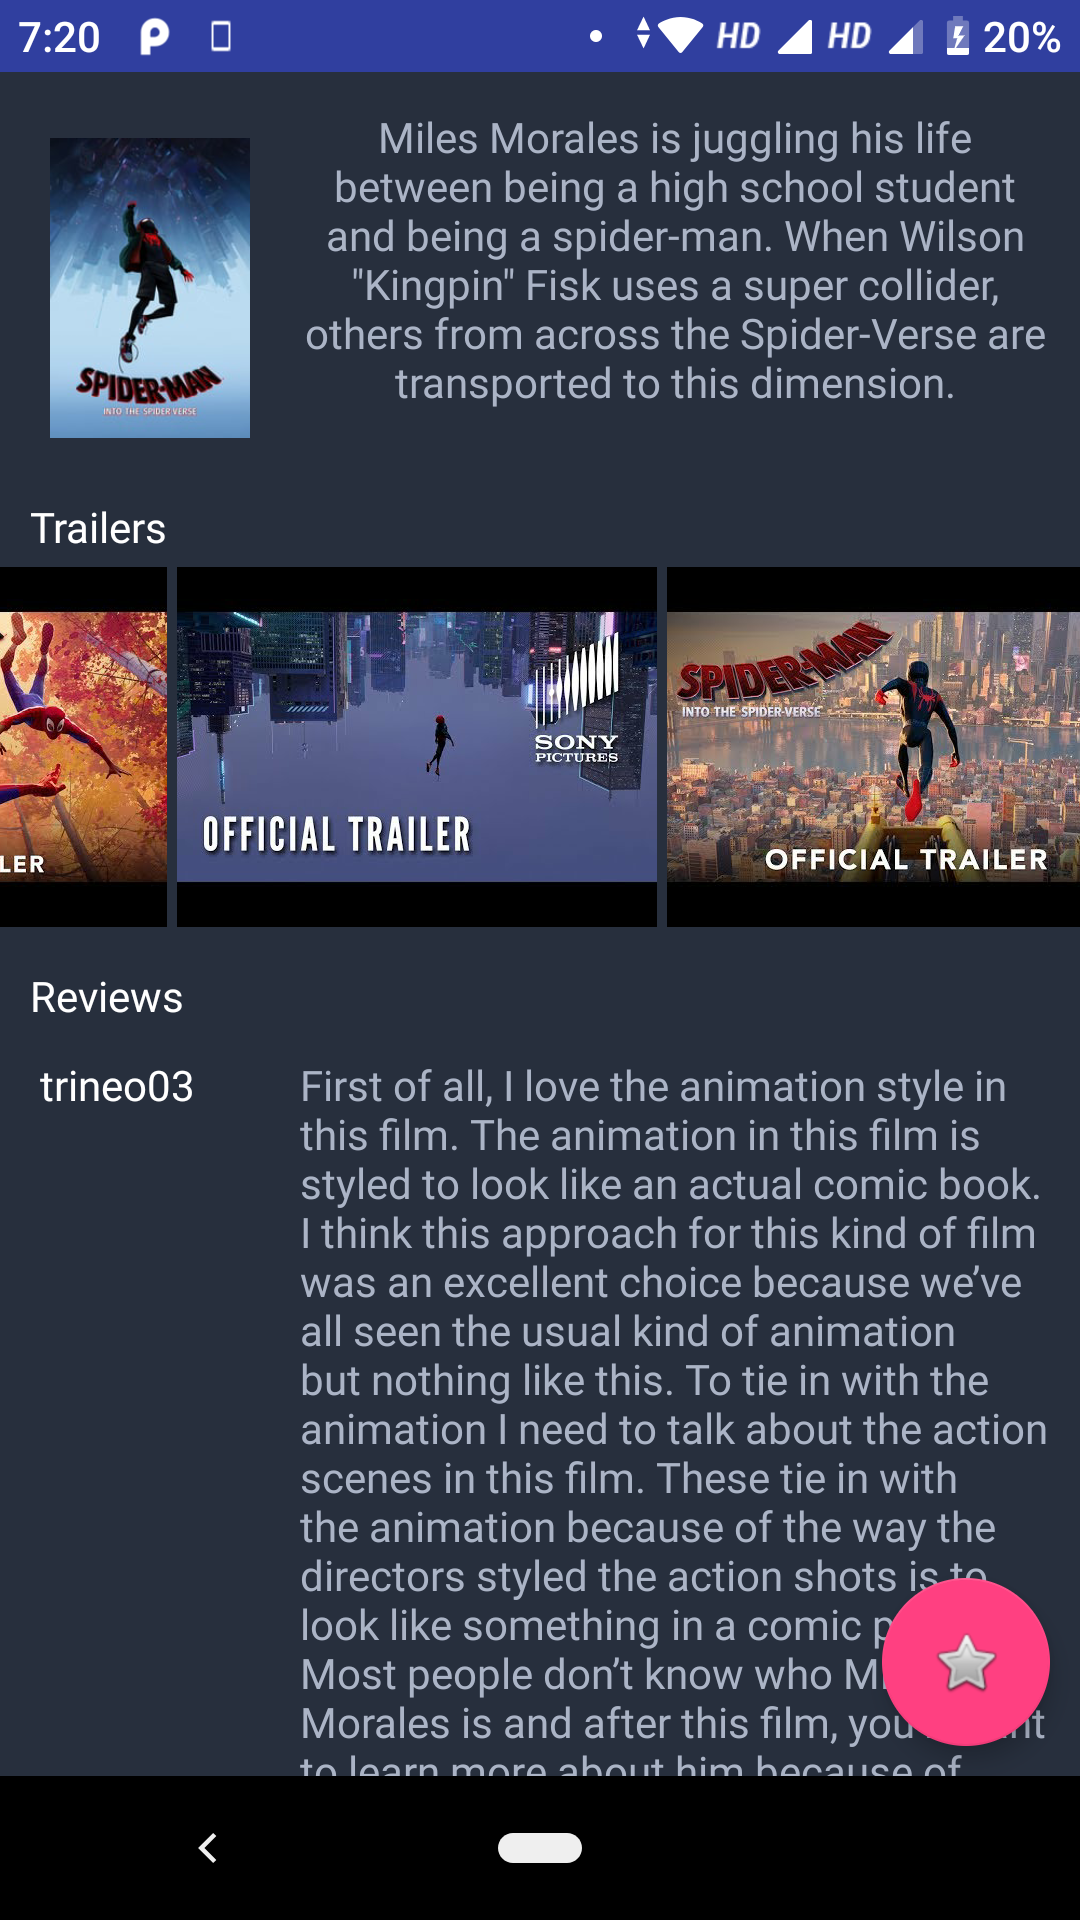 7:20
HD HD 20%
Miles Morales is juggling his life
between being a high school student
and being a spider-man. When Wilson
"Kingpin" Fisk uses a super collider,
others from across the Spider-Verse are
transported to this dimension.
SPIDER-MAN
INTO THE SPIDER-VERSE
Trailers
LER
SONY
PICTURES
OFFICIAL TRAILER
SPIDER-MAN
INTO THE SPIDER-VERSE
OFFICIAL TRAILER
Reviews
trineo03
First of all, I love the animation style in
this film. The animation in this film is
styled to look like an actual comic book.
I think this approach for this kind of film
was an excellent choice because we’ve
all seen the usual kind of animation
but nothing like this. To tie in with the
animation I need to talk about the action
scenes in this film. These tie in with
the animation because of the way the
directors styled the action shots is to
look like something in a comic
Most people don’t know who
Morales is and after this film, you
to learn more about him because of